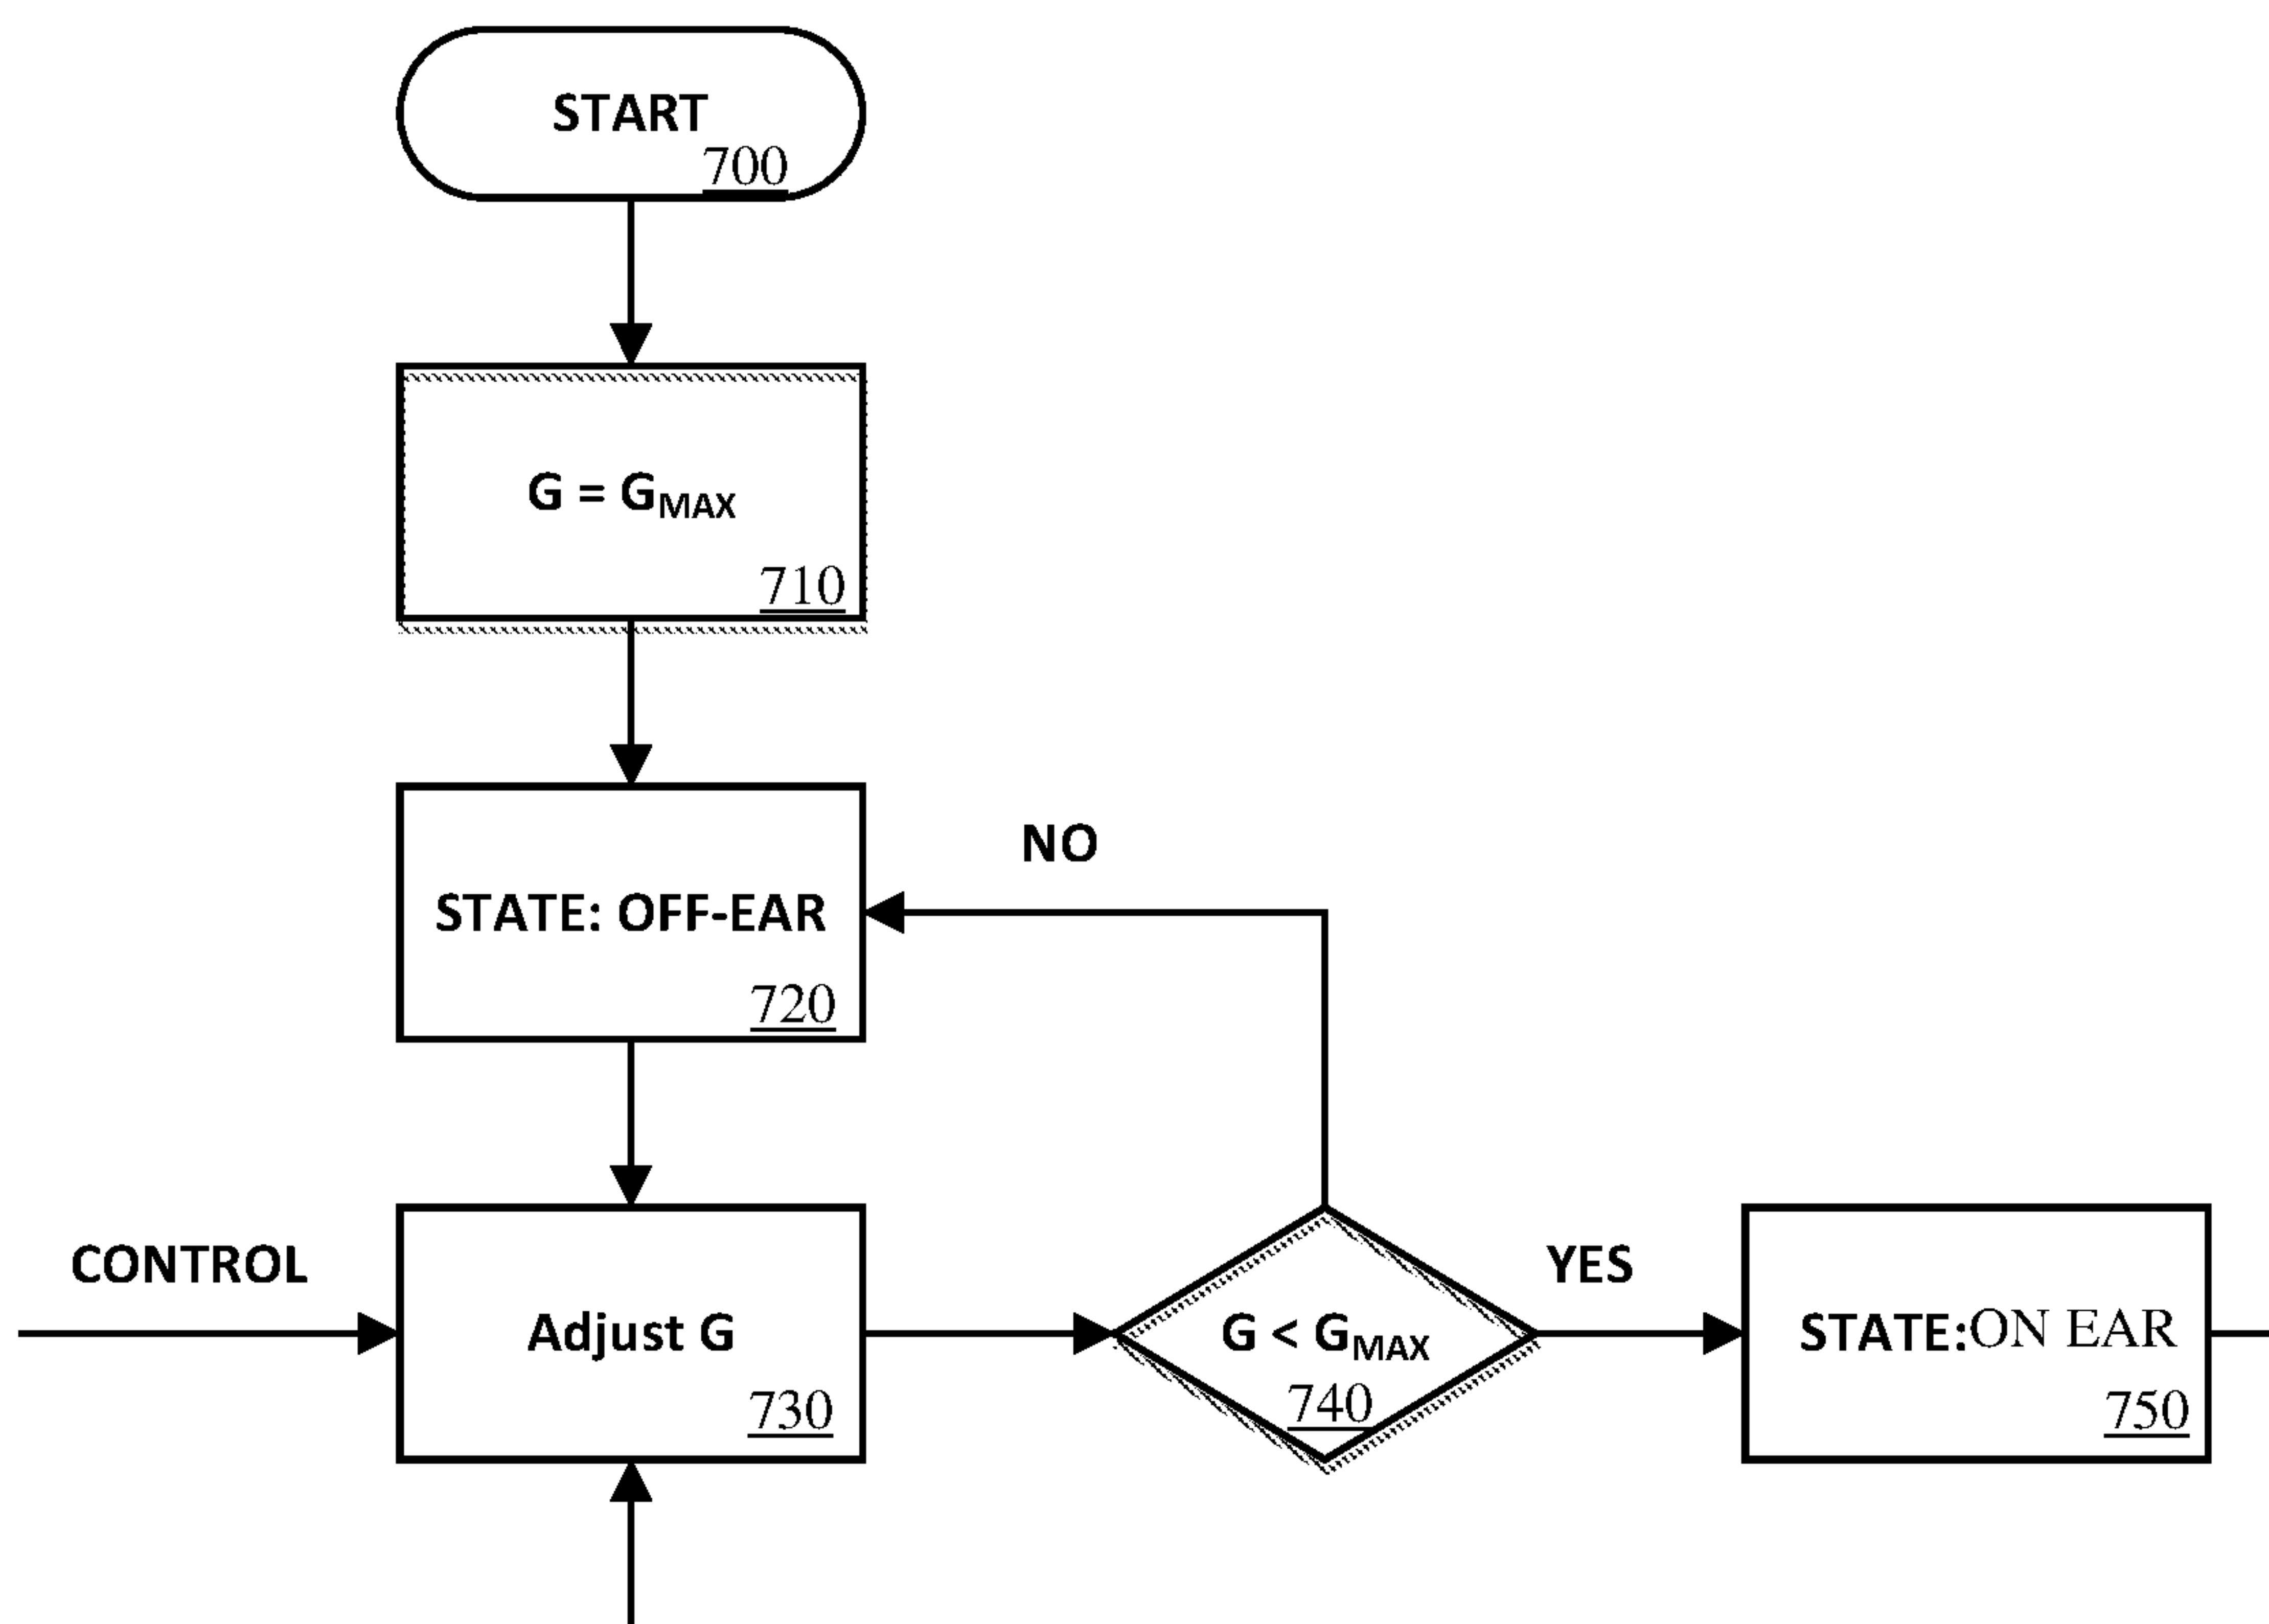 START
700
G = GMAX
710
NO
STATE: OFF-EAR
720
CONTROL
Adjust G
730
G < GMAX
740
YES
STATE:ON EAR
750